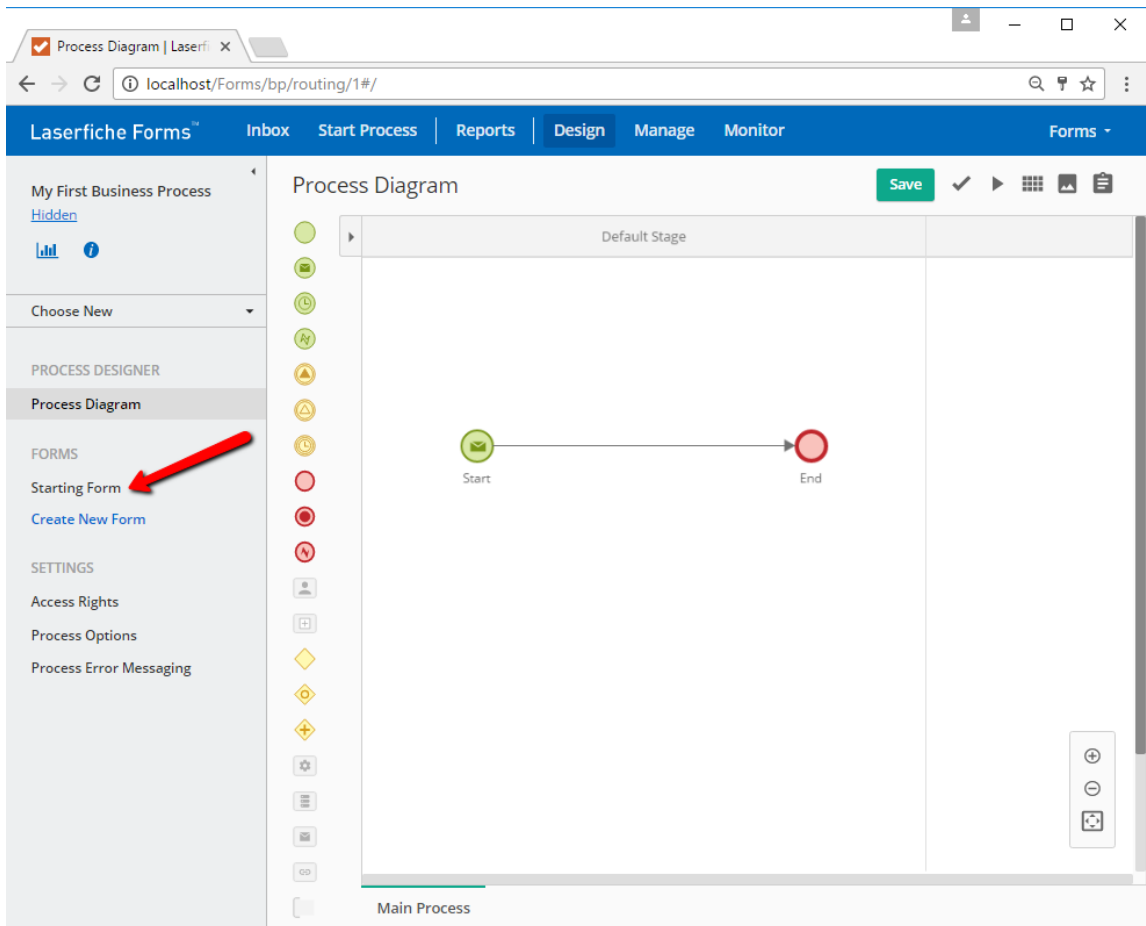 Process Diagram | Laserfi
localhost/Forms/bp/routing/1#/
Laserfiche Forms™ Inbox Start Process Reports Design Manage Monitor Forms
My First Business Process
Hidden
Process Diagram
Save
Default Stage
Choose New
PROCESS DESIGNER
Process Diagram
FORMS
Starting Form
Create New Form
SETTINGS
Access Rights
Process Options
Process Error Messaging
Start
End
Main Process